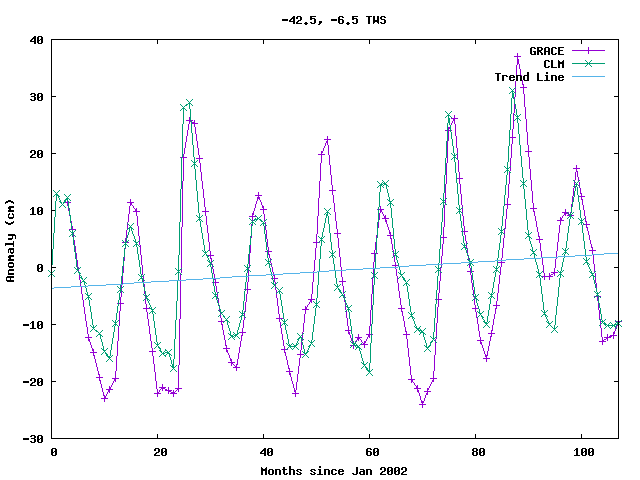 -42.5, -6.5 TWS
GRACE
CLM
Trend Line
40
30
20
10
0
-10
-20
-30
Anomaly (cm)
0 20 40 60 80 100
Months since Jan 2002